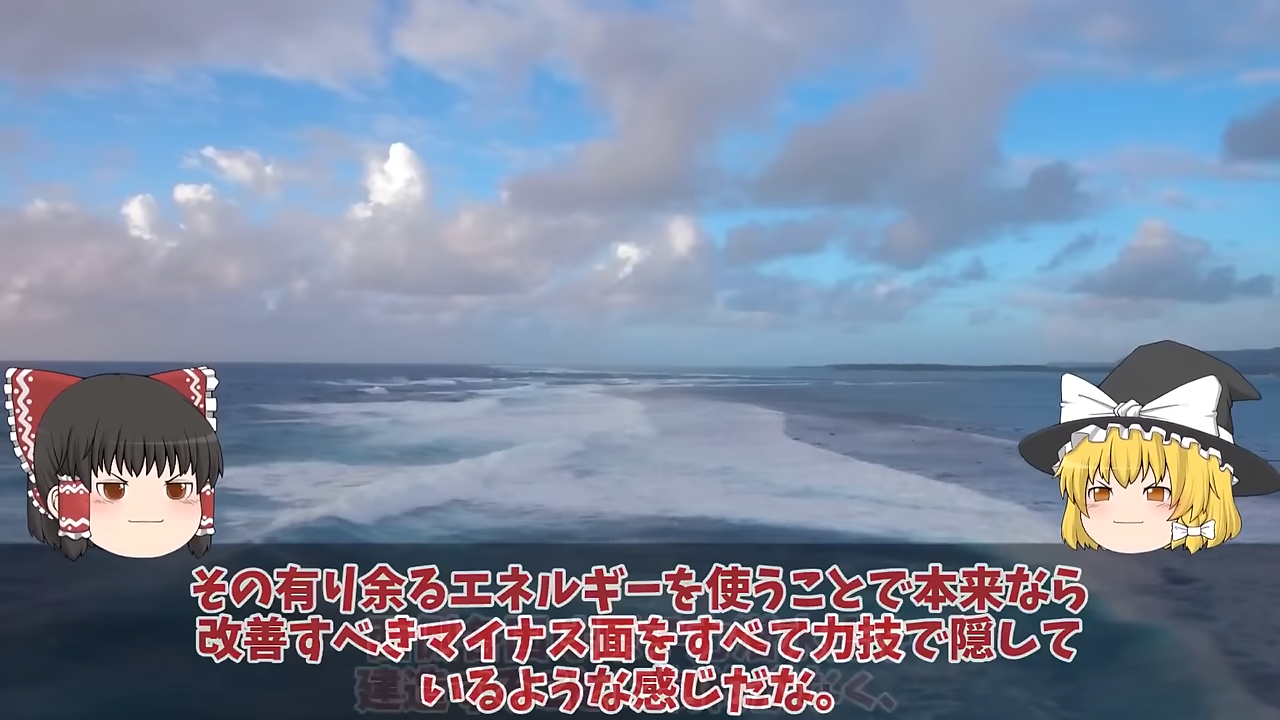 その有り余るエネルギーを使うことで本来なら
改善すべきマイナス面をすべて力技で隠して
いるような感じだな。